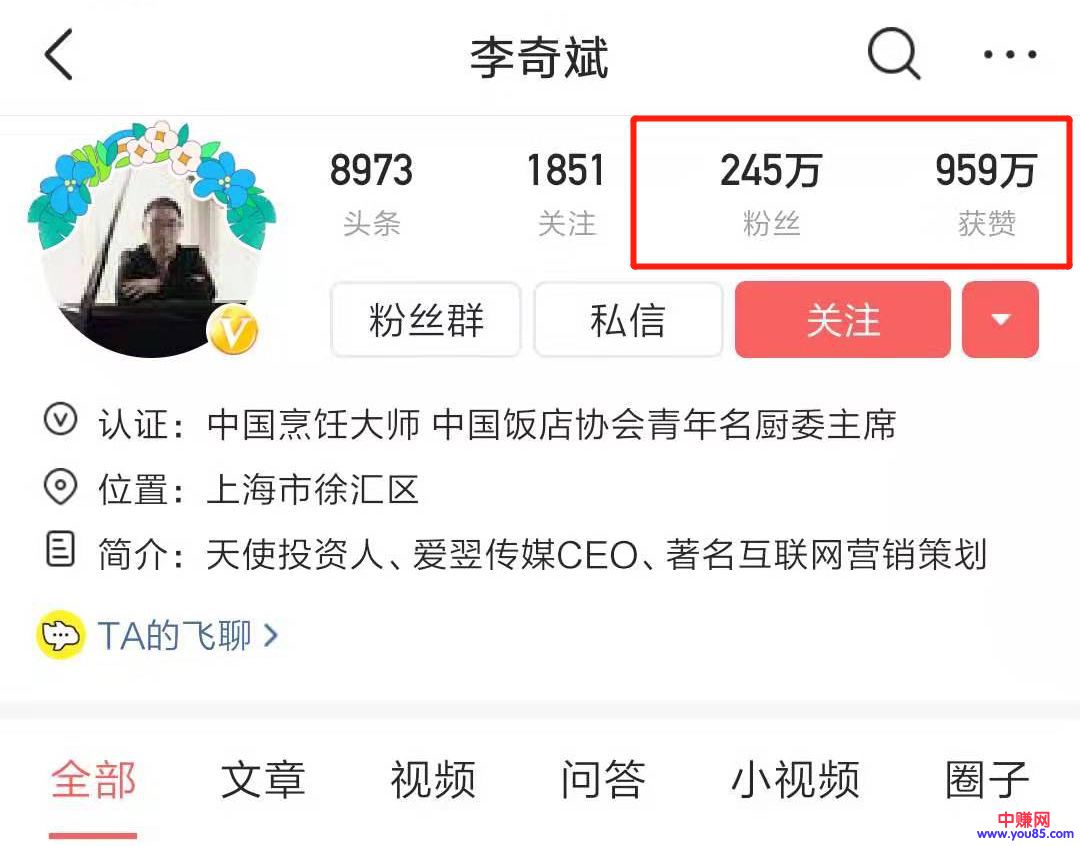 李奇斌
8973 1851 245万 959万
头条 关注 粉丝 获赞
粉丝群 私信 关注
认证：中国烹饪大师 中国饭店协会青年名厨委主席
位置：上海市徐汇区
简介：天使投资人、爱翌传媒CEO、著名互联网营销策划
TA的飞聊
全部 文章 视频 问答 小视频 圈子
中赚网
www.you85.com